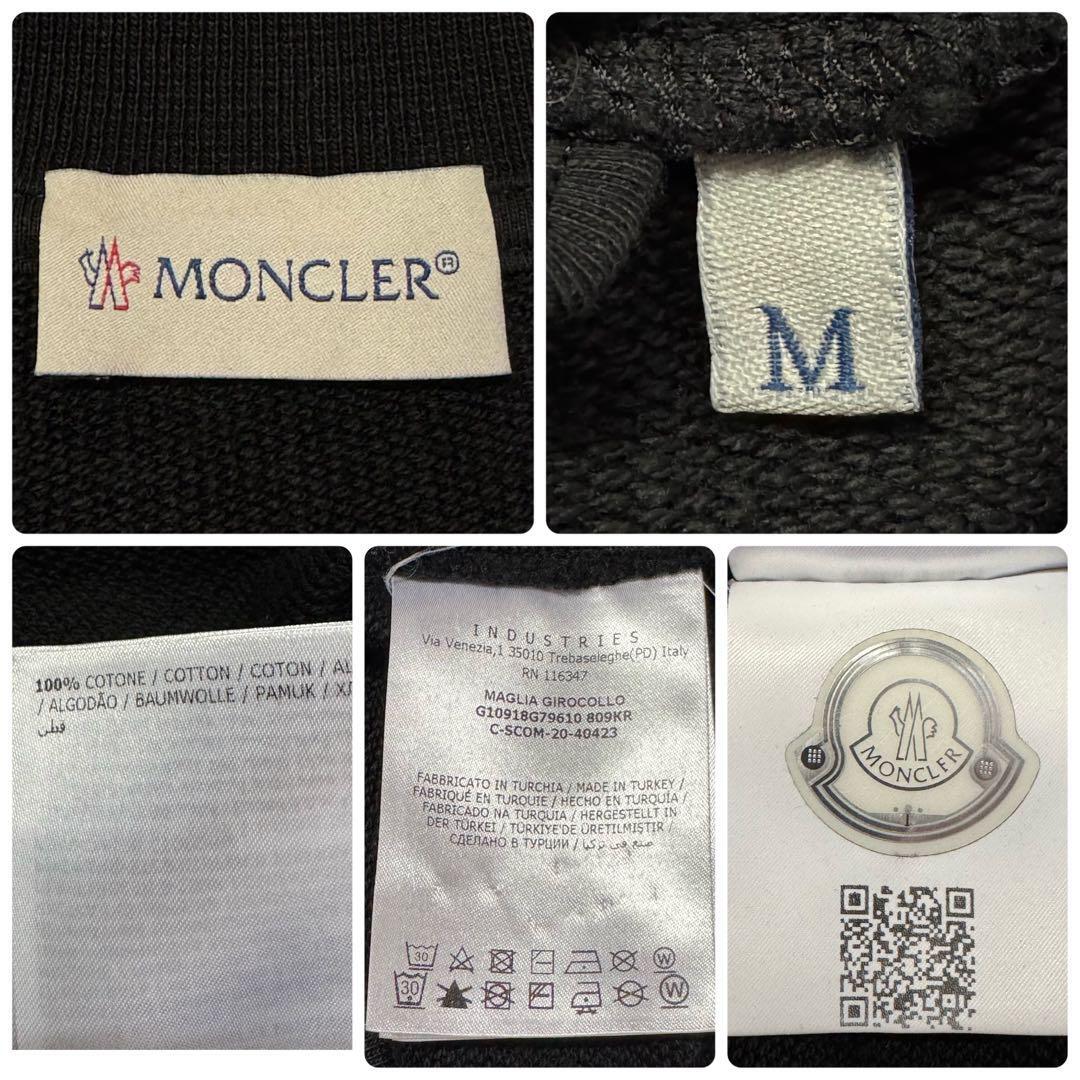 MONCLER®
M
100% COTONE / COTTON / COTON / AL
/ ALGODÃO / BAUMWOLLE / PAMUK / ХЛ
قطن
INDUSTRIES
Via Venezia,1 35010 Trebaseleghe(PD) Italy
RN 116347
MAGLIA GIROCOLLO
G10918G79610 809KR
C-SCOM-20-40423
FABBRICATO IN TURCHIA / MADE IN TURKEY /
FABRIQUÉ EN TURQUIE / HECHO EN TURQUÍA /
FABRICADO NA TURQUIA / HERGESTELLT IN
DER TÜRKEI / TÜRKİYE'DE ÜRETILMIŞTIR /
СДЕЛАНО В ТУРЦИИ / صنع في تركيا
30 W
30 W
MONCLER